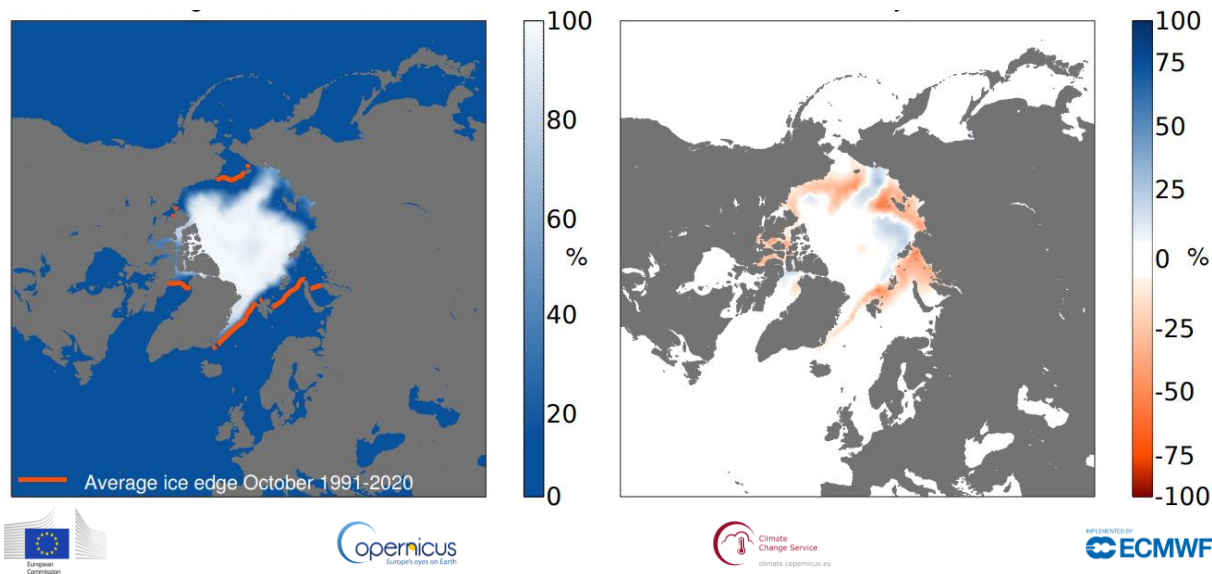 100
80
60
%
40
20
0
Average ice edge October 1991-2020
100
75
50
25
0 %
-25
-50
-75
-100
European
Commission
opernicus
Europe's eyes on Earth
Climate
Change Service
climate.copernicus.eu
IMPLEMENTED BY
ECMWF